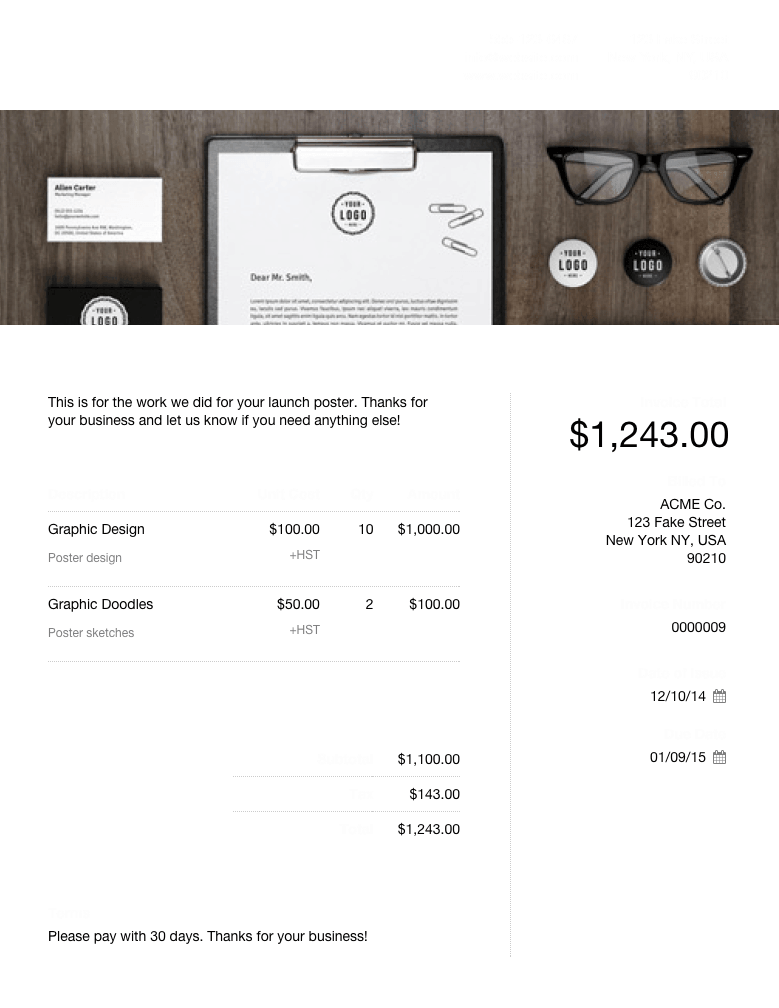 Allen Carter
Marketing Manager
YOUR
LOGO
HERE
YOUR
LOGO
HERE
YOUR
LOGO
HERE
YOUR
LOGO
Dear Mr. Smith,
This is for the work we did for your launch poster. Thanks for
your business and let us know if you need anything else!
$1,243.00
ACME Co.
123 Fake Street
New York NY, USA
90210
Graphic Design $100.00 10 $1,000.00
Poster design +HST
Graphic Doodles $50.00 2 $100.00
Poster sketches +HST
0000009
12/10/14
01/09/15
$1,100.00
$143.00
$1,243.00
Please pay with 30 days. Thanks for your business!